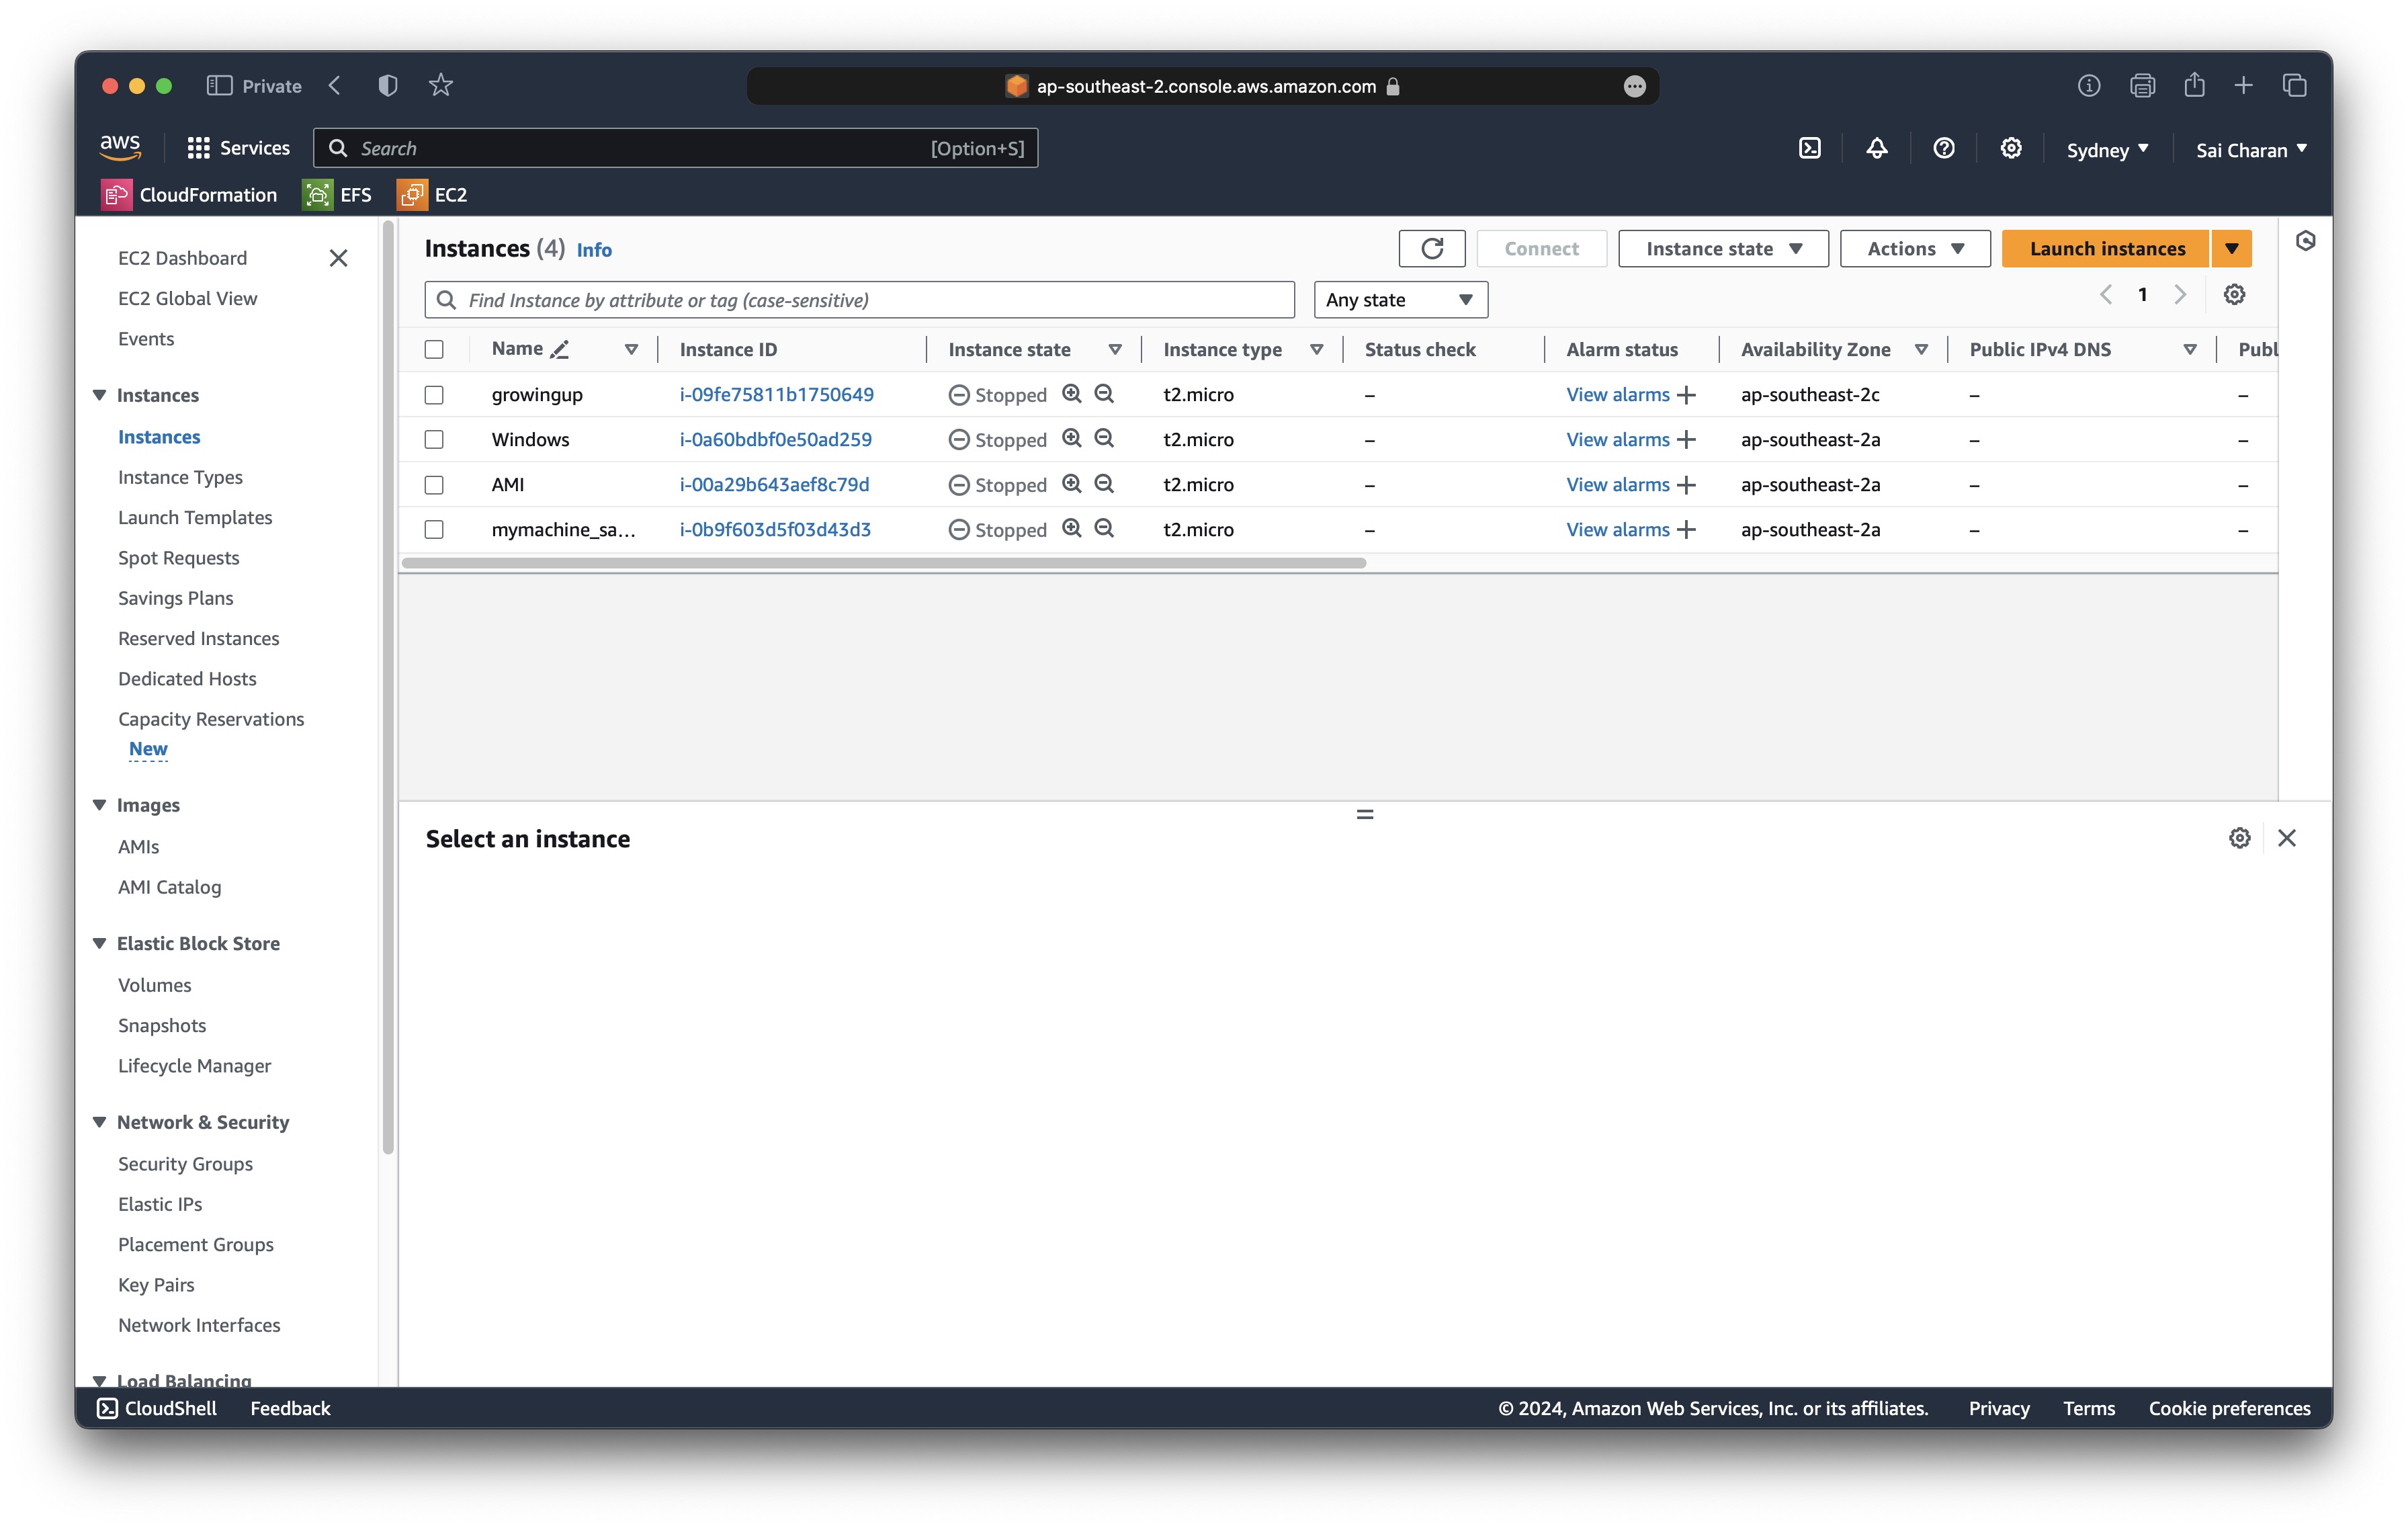 Private
ap-southeast-2.console.aws.amazon.com
aws Services Search [Option+S] Sydney Sai Charan
CloudFormation EFS EC2
EC2 Dashboard
EC2 Global View
Events
Instances
Instances
Instance Types
Launch Templates
Spot Requests
Savings Plans
Reserved Instances
Dedicated Hosts
Capacity Reservations
New
Images
AMIs
AMI Catalog
Elastic Block Store
Volumes
Snapshots
Lifecycle Manager
Network & Security
Security Groups
Elastic IPs
Placement Groups
Key Pairs
Network Interfaces
Load Balancing
Instances (4) Info Connect Instance state Actions Launch instances
Find Instance by attribute or tag (case-sensitive) Any state 1
Name Instance ID Instance state Instance type Status check Alarm status Availability Zone Public IPv4 DNS Publ
growingup i-09fe75811b1750649 Stopped t2.micro – View alarms + ap-southeast-2c – –
Windows i-0a60bdbf0e50ad259 Stopped t2.micro – View alarms + ap-southeast-2a – –
AMI i-00a29b643aef8c79d Stopped t2.micro – View alarms + ap-southeast-2a – –
mymachine_sa... i-0b9f603d5f03d43d3 Stopped t2.micro – View alarms + ap-southeast-2a – –
Select an instance
CloudShell Feedback © 2024, Amazon Web Services, Inc. or its affiliates. Privacy Terms Cookie preferences